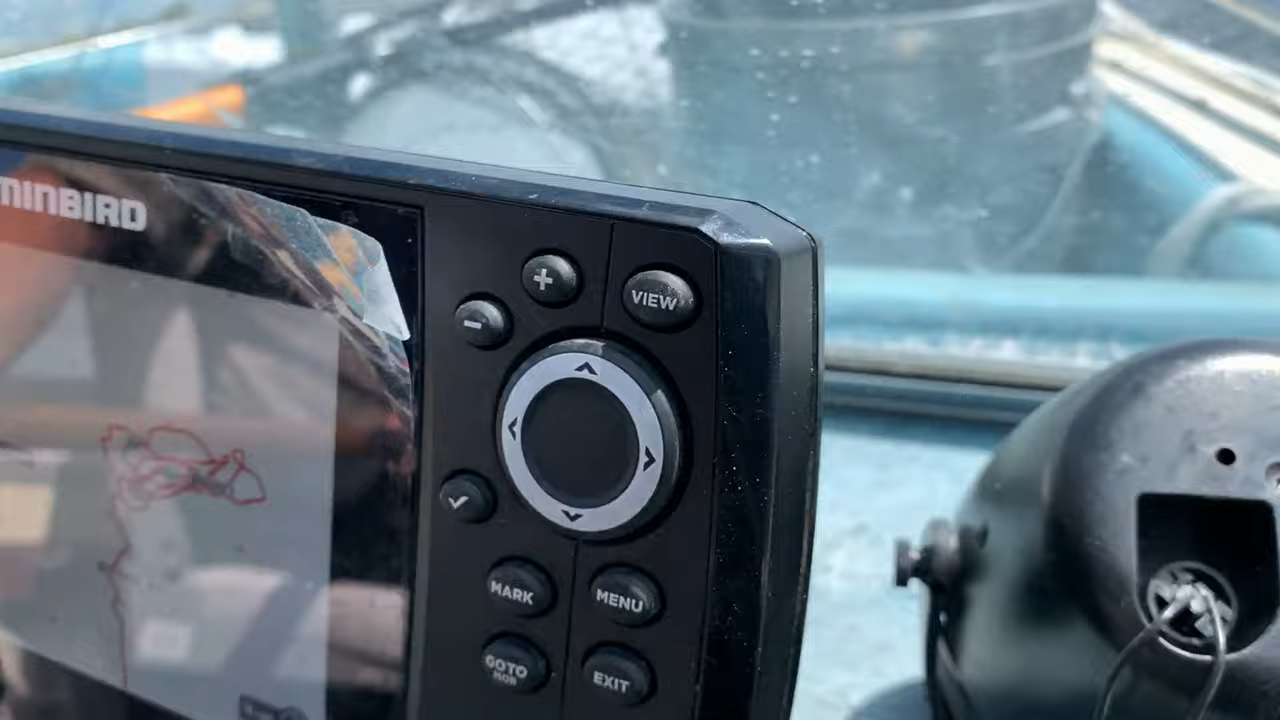 MINBIRD
+
VIEW
-
MARK
MENU
GOTO
MOB
EXIT